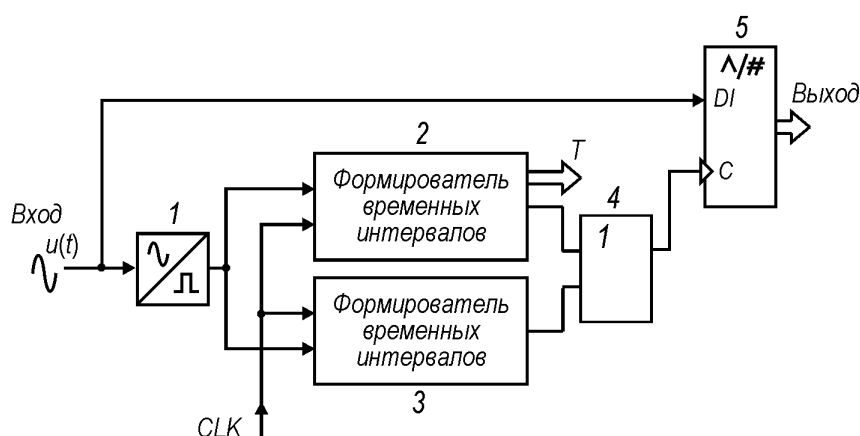 5
^/#
DI
Выход
C
2
Формирователь
временных
интервалов
T
4
1
Вход
u(t)
1
Формирователь
временных
интервалов
3
CLK